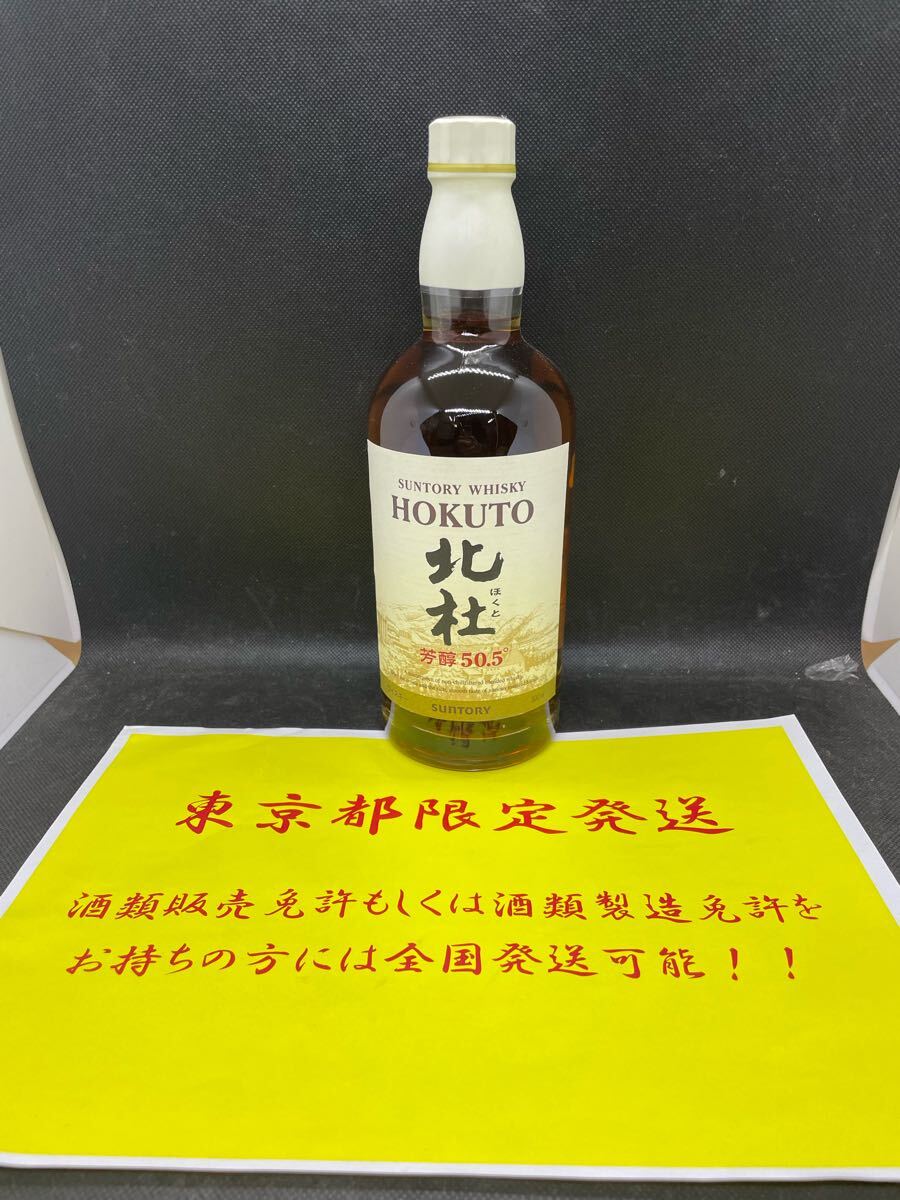 SUNTORY WHISKY
HOKUTO
北杜
ほくと
芳醇50.5°
SUNTORY
東京都限定発送
酒類販売免許もしくは酒類製造免許を
お持ちの方には全国発送可能！！